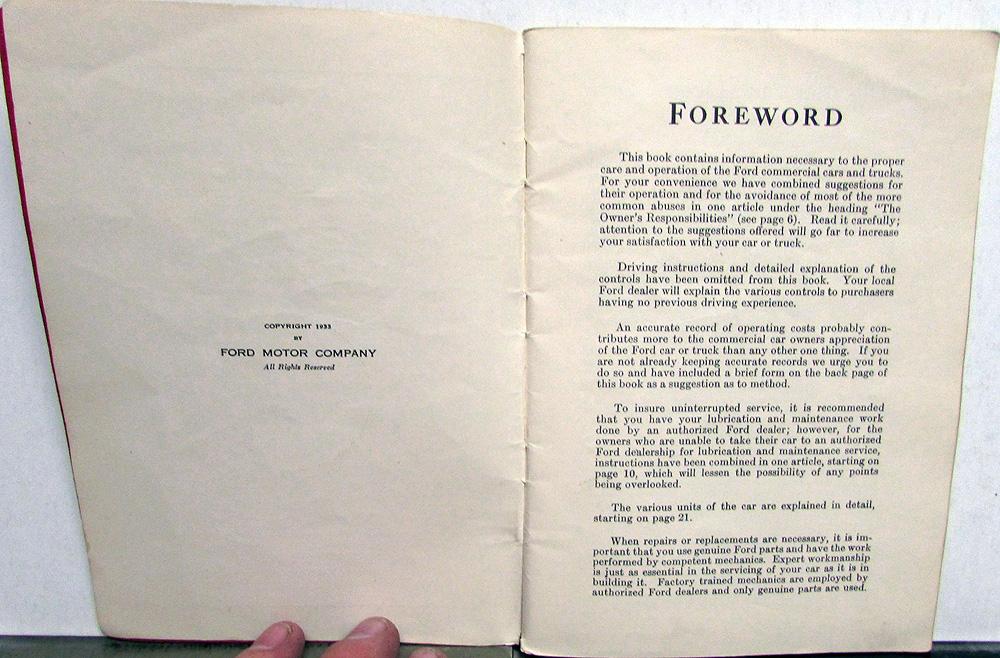 COPYRIGHT 1933
BY
FORD MOTOR COMPANY
All Rights Reserved
FOREWORD
This book contains information necessary to the proper
care and operation of the Ford commercial cars and trucks.
For your convenience we have combined suggestions for
their operation and for the avoidance of most of the more
common abuses in one article under the heading "The
Owner's Responsibilities" (see page 6). Read it carefully;
attention to the suggestions offered will go far to increase
your satisfaction with your car or truck.
Driving instructions and detailed explanation of the
controls have been omitted from this book. Your local
Ford dealer will explain the various controls to purchasers
having no previous driving experience.
An accurate record of operating costs probably con-
tributes more to the commercial car owners appreciation
of the Ford car or truck than any other one thing. If you
are not already keeping accurate records we urge you to
do so and have included a brief form on the back page of
this book as a suggestion as to method.
To insure uninterrupted service, it is recommended
that you have your lubrication and maintenance work
done by an authorized Ford dealer; however, for the
owners who are unable to take their car to an authorized
Ford dealership for lubrication and maintenance service,
instructions have been combined in one article, starting on
page 10, which will lessen the possibility of any points
being overlooked.
The various units of the car are explained in detail,
starting on page 21.
When repairs or replacements are necessary, it is im-
portant that you use genuine Ford parts and have the work
performed by competent mechanics. Expert workmanship
is just as essential in the servicing of your car as it is in
building it. Factory trained mechanics are employed by
authorized Ford dealers and only genuine parts are used.